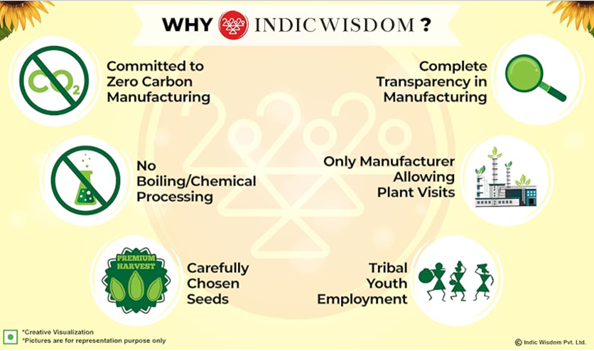 WHY INDICWISDOM ?
CO2
Committed to
Zero Carbon
Manufacturing
Complete
Transparency in
Manufacturing
No
Boiling/Chemical
Processing
Only Manufacturer
Allowing
Plant Visits
PREMIUM
HARVEST
Carefully
Chosen
Seeds
Tribal
Youth
Employment
*Creative Visualization
*Pictures are for representation purpose only
© Indic Wisdom Pvt. Ltd.